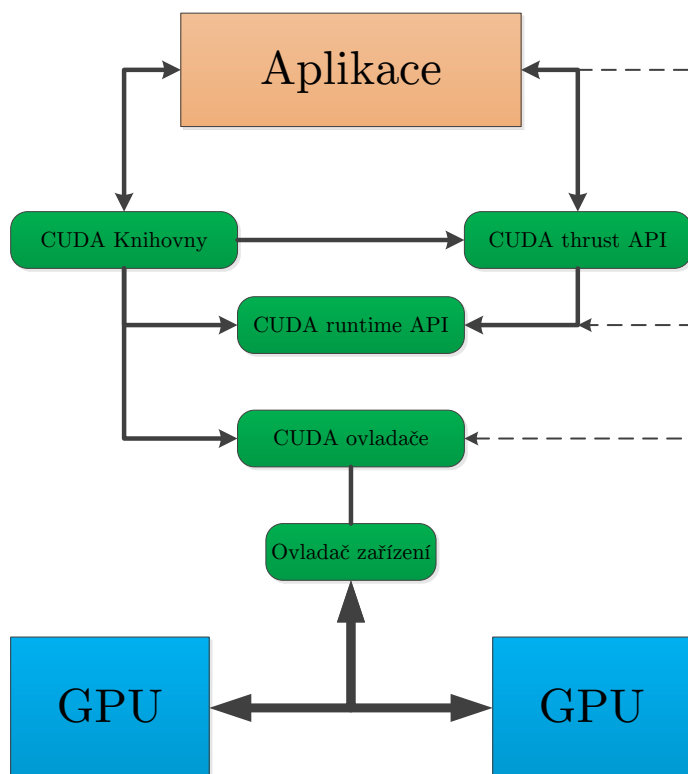 Aplikace
CUDA Knihovny
CUDA thrust API
CUDA runtime API
CUDA ovladače
Ovladač zařízení
GPU
GPU